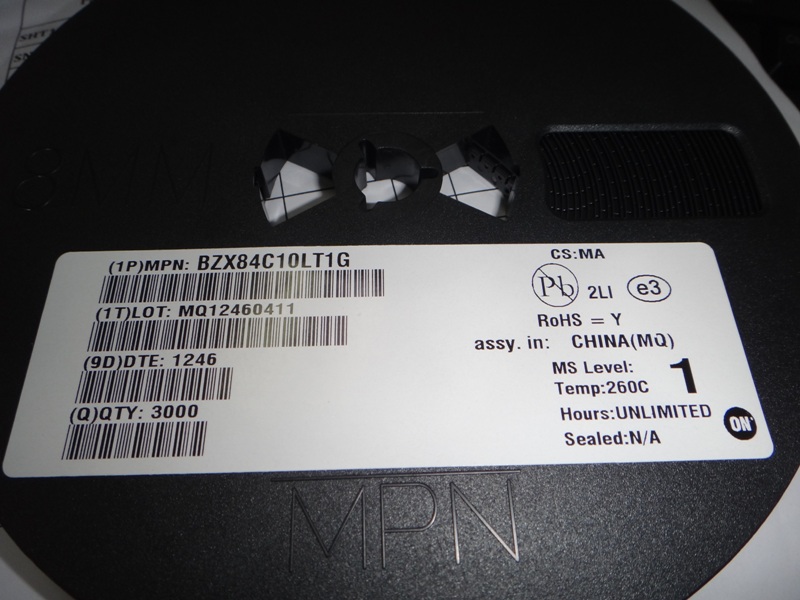 8MM
(1P)MPN: BZX84C10LT1G
(1T)LOT: MQ12460411
(9D)DTE: 1246
(Q)QTY: 3000
CS:MA
Pb 2LI e3
RoHS = Y
assy. in: CHINA(MQ)
MS Level: 1
Temp:260C
Hours:UNLIMITED
Sealed:N/A
ON
MPN